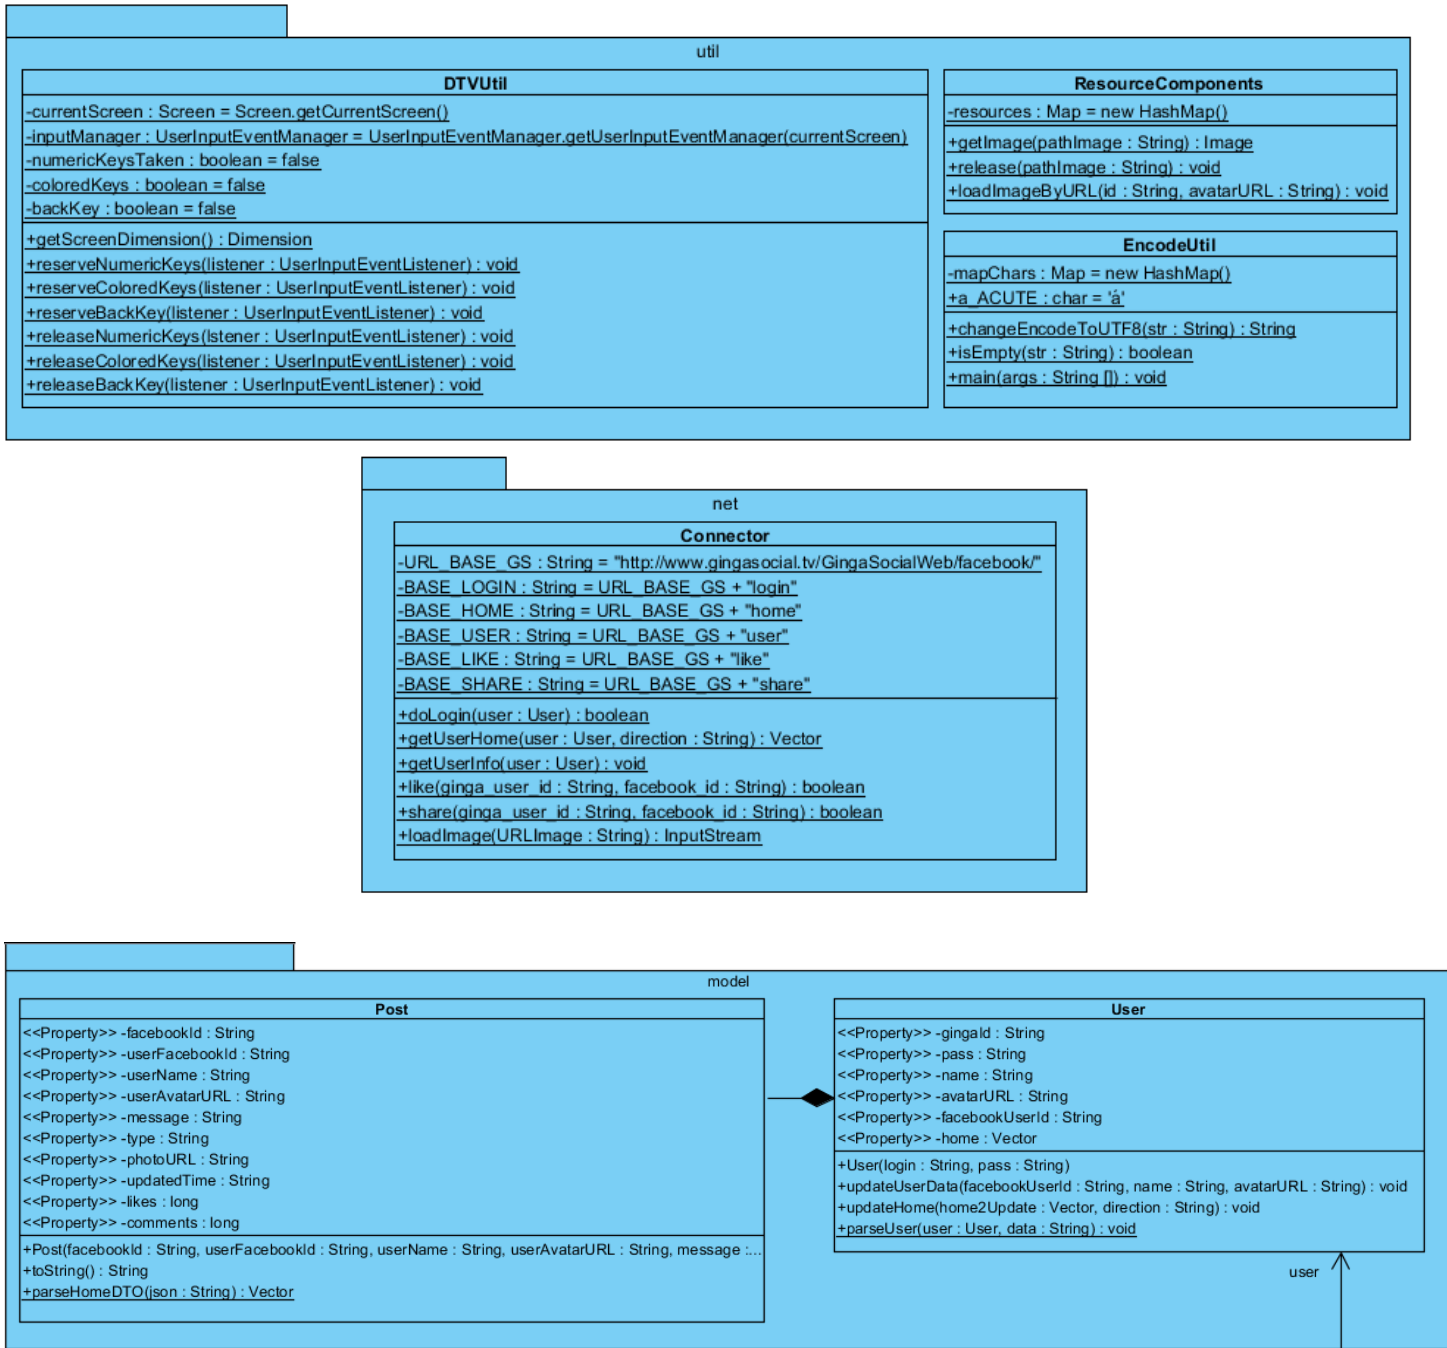 util
DTVUtil
-currentScreen : Screen = Screen.getCurrentScreen()
-inputManager : UserInputEventManager = UserInputEventManager.getUserInputEventManager(currentScreen)
-numericKeysTaken : boolean = false
-coloredKeys : boolean = false
-backKey : boolean = false
+getScreenDimension() : Dimension
+reserveNumericKeys(listener : UserInputEventListener) : void
+reserveColoredKeys(listener : UserInputEventListener) : void
+reserveBackKey(listener : UserInputEventListener) : void
+releaseNumericKeys(lstener : UserInputEventListener) : void
+releaseColoredKeys(listener : UserInputEventListener) : void
+releaseBackKey(listener : UserInputEventListener) : void
ResourceComponents
-resources : Map = new HashMap()
+getImage(pathImage : String) : Image
+release(pathImage : String) : void
+loadImageByURL(id : String, avatarURL : String) : void
EncodeUtil
-mapChars : Map = new HashMap()
+a_ACUTE : char = 'á'
+changeEncodeToUTF8(str : String) : String
+isEmpty(str : String) : boolean
+main(args : String []) : void
net
Connector
-URL_BASE_GS : String = "http://www.gingasocial.tv/GingaSocialWeb/facebook/"
-BASE_LOGIN : String = URL_BASE_GS + "login"
-BASE_HOME : String = URL_BASE_GS + "home"
-BASE_USER : String = URL_BASE_GS + "user"
-BASE_LIKE : String = URL_BASE_GS + "like"
-BASE_SHARE : String = URL_BASE_GS + "share"
+doLogin(user : User) : boolean
+getUserHome(user : User, direction : String) : Vector
+getUserInfo(user : User) : void
+like(ginga_user_id : String, facebook_id : String) : boolean
+share(ginga_user_id : String, facebook_id : String) : boolean
+loadImage(URLImage : String) : InputStream
model
Post
<<Property>> -facebookId : String
<<Property>> -userFacebookId : String
<<Property>> -userName : String
<<Property>> -userAvatarURL : String
<<Property>> -message : String
<<Property>> -type : String
<<Property>> -photoURL : String
<<Property>> -updatedTime : String
<<Property>> -likes : long
<<Property>> -comments : long
+Post(facebookId : String, userFacebookId : String, userName : String, userAvatarURL : String, message :...
+toString() : String
+parseHomeDTO(json : String) : Vector
User
<<Property>> -gingaId : String
<<Property>> -pass : String
<<Property>> -name : String
<<Property>> -avatarURL : String
<<Property>> -facebookUserId : String
<<Property>> -home : Vector
+User(login : String, pass : String)
+updateUserData(facebookUserId : String, name : String, avatarURL : String) : void
+updateHome(home2Update : Vector, direction : String) : void
+parseUser(user : User, data : String) : void
user